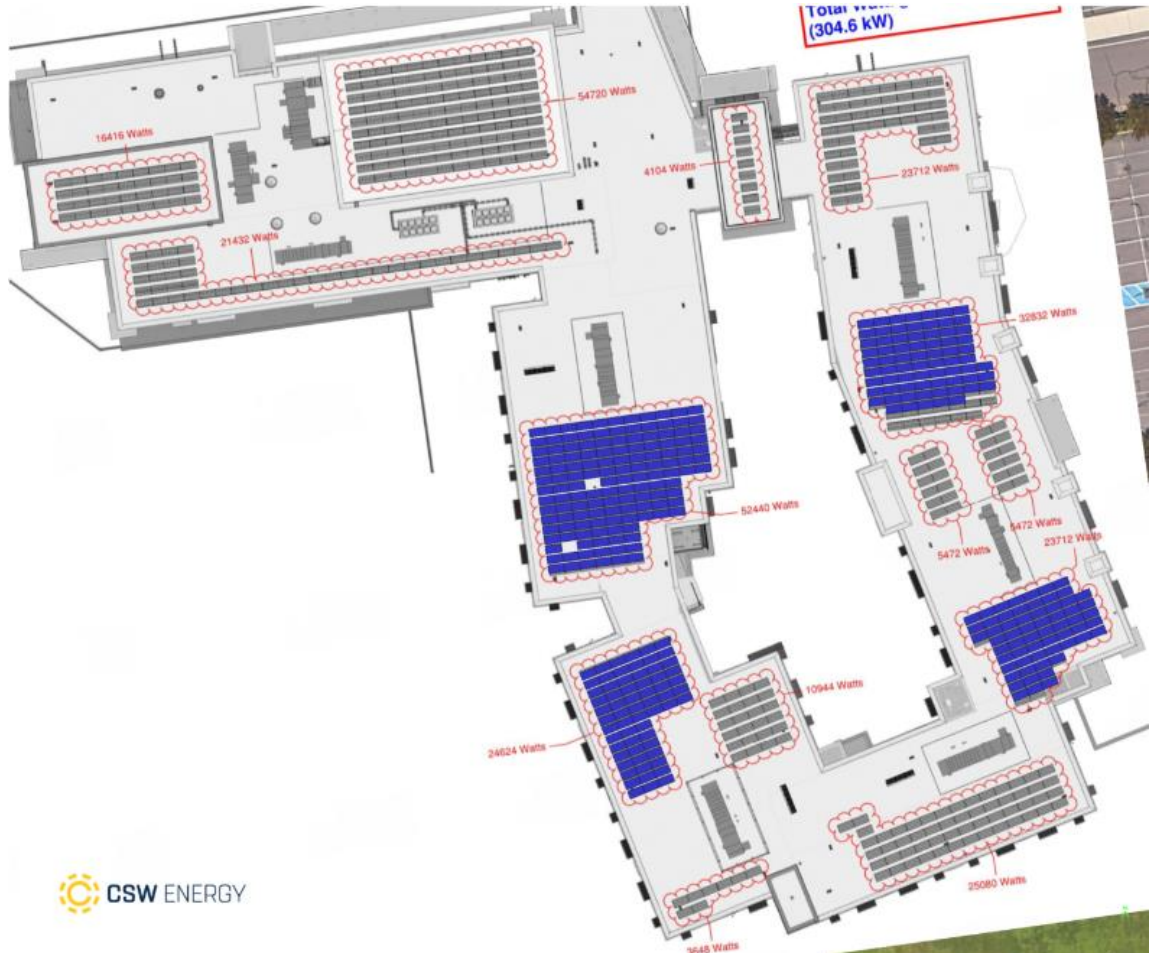 (304.6 kW)
54720 Watts
16416 Watts
4104 Watts
23712 Watts
21432 Watts
32832 Watts
52440 Watts
5472 Watts
5472 Watts
23712 Watts
10944 Watts
24624 Watts
25080 Watts
3648 Watts
CSW ENERGY